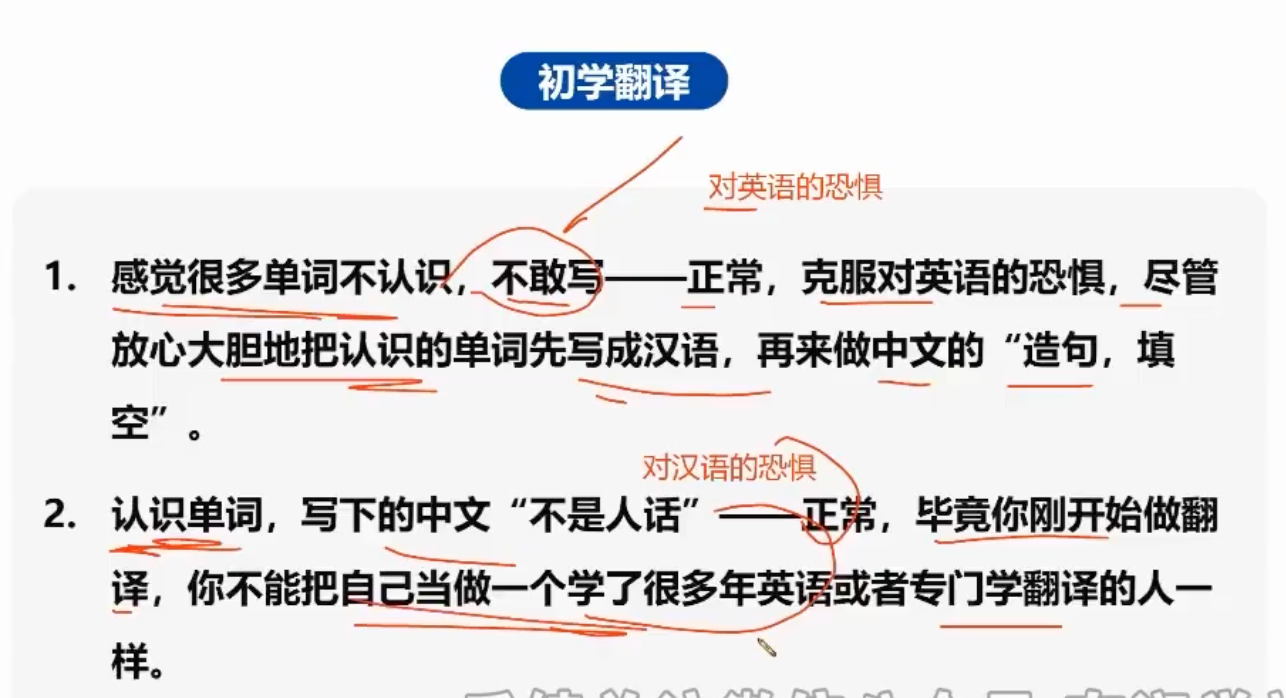 初学翻译
对英语的恐惧
1. 感觉很多单词不认识，不敢写——正常，克服对英语的恐惧，尽管
放心大胆地把认识的单词先写成汉语，再来做中文的“造句，填
空”。
对汉语的恐惧
2. 认识单词，写下的中文“不是人话”——正常，毕竟你刚开始做翻
译，你不能把自己当做一个学了很多年英语或者专门学翻译的人一
样。